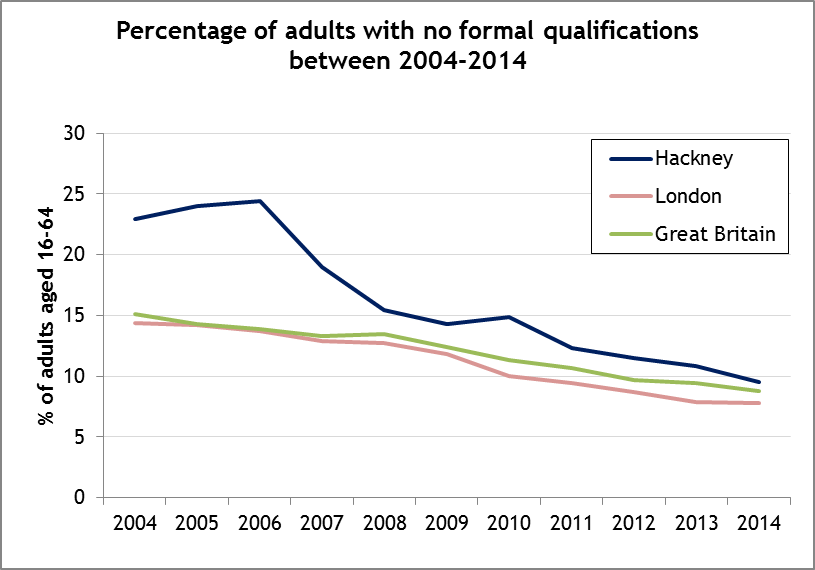 Percentage of adults with no formal qualifications
between 2004-2014
% of adults aged 16-64
30
25
20
15
10
5
0
Hackney
London
Great Britain
2004 2005 2006 2007 2008 2009 2010 2011 2012 2013 2014